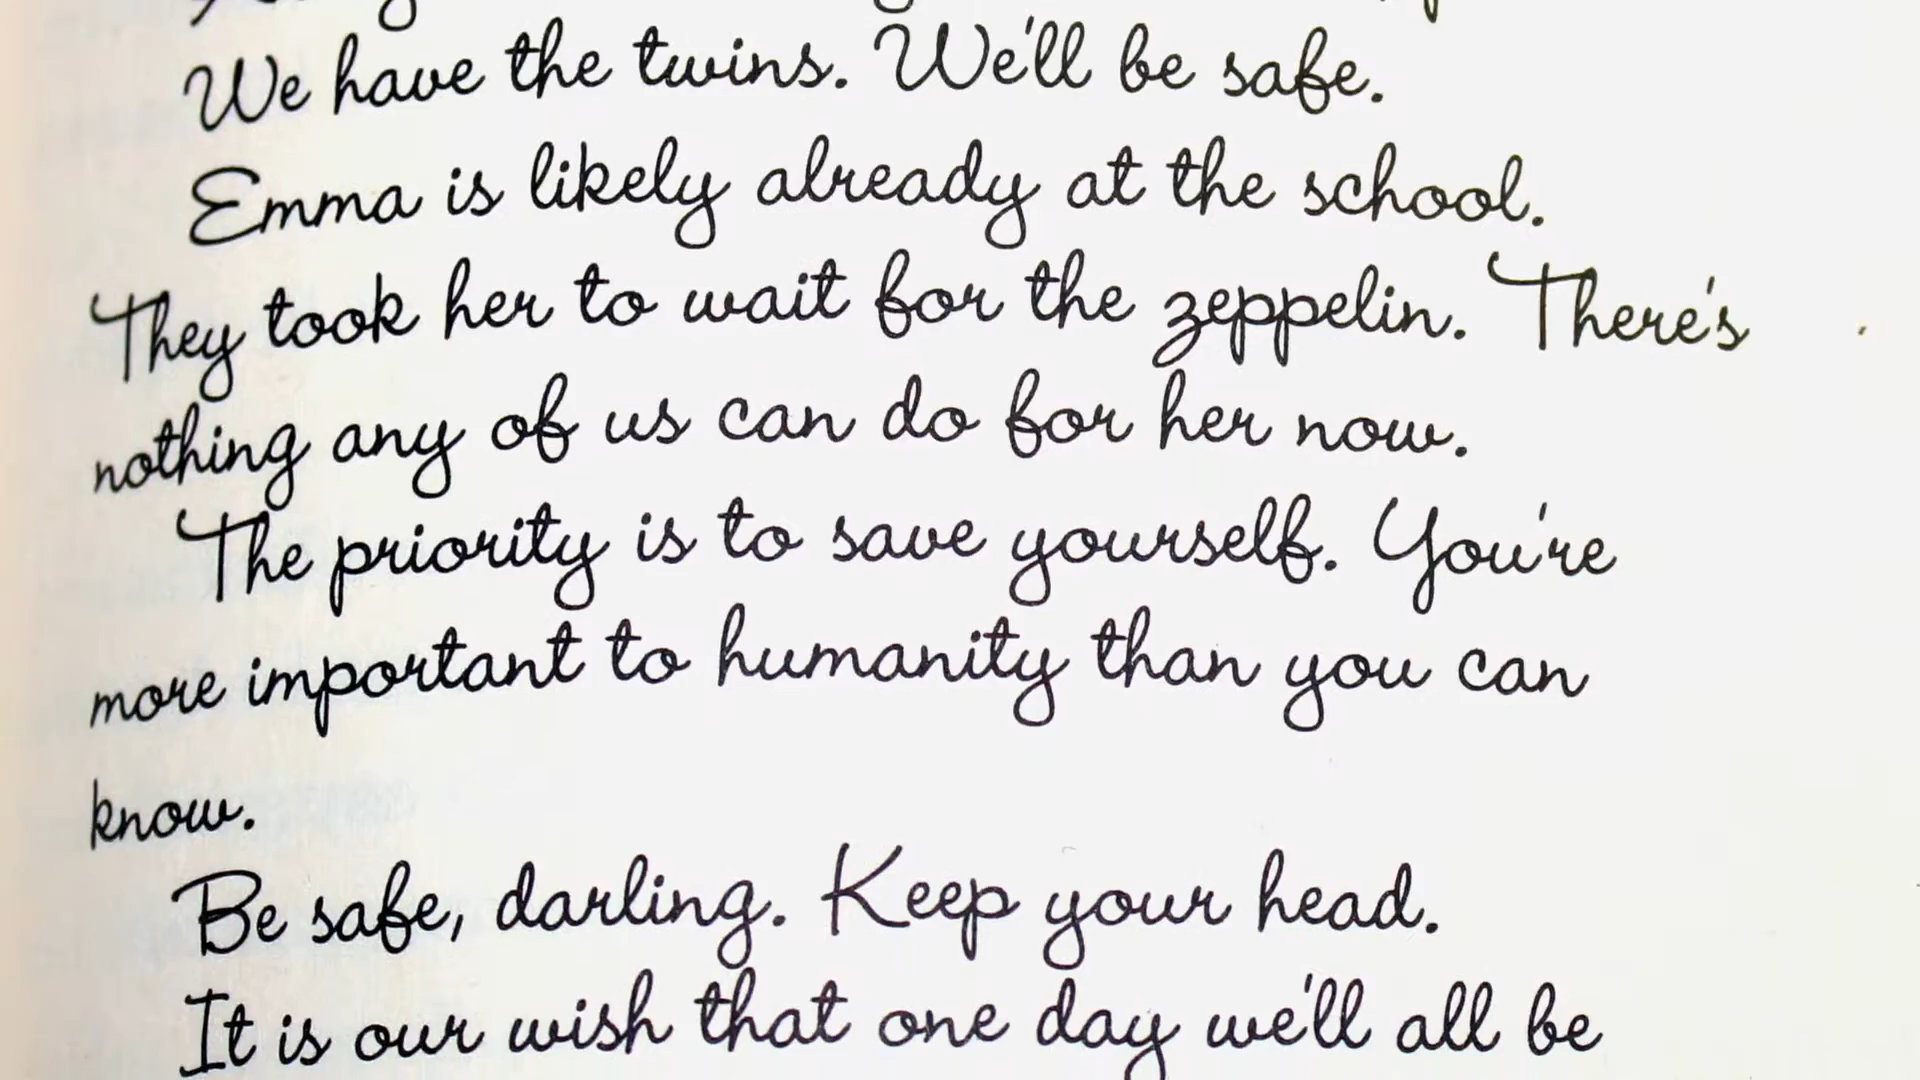 We have the twins. We'll be safe.
Emma is likely already at the school.
They took her to wait for the zeppelin. There's
nothing any of us can do for her now.
The priority is to save yourself. You're
more important to humanity than you can
know.
Be safe, darling. Keep your head.
It is our wish that one day we'll all be